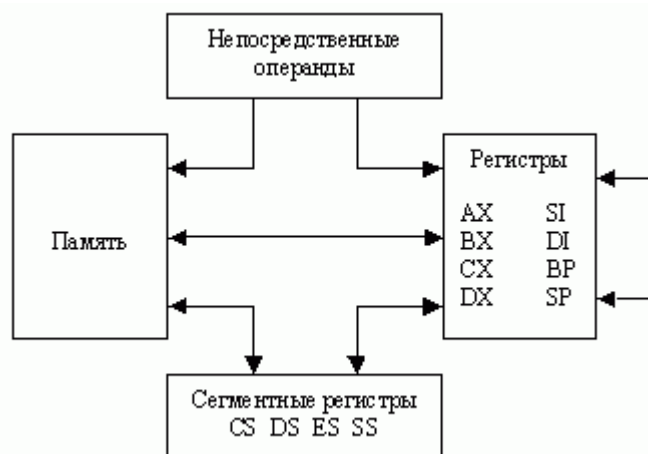 Непосредственные
операнды
Регистры
Память
AX SI
BX DI
CX BP
DX SP
Сегментные регистры
CS DS ES SS